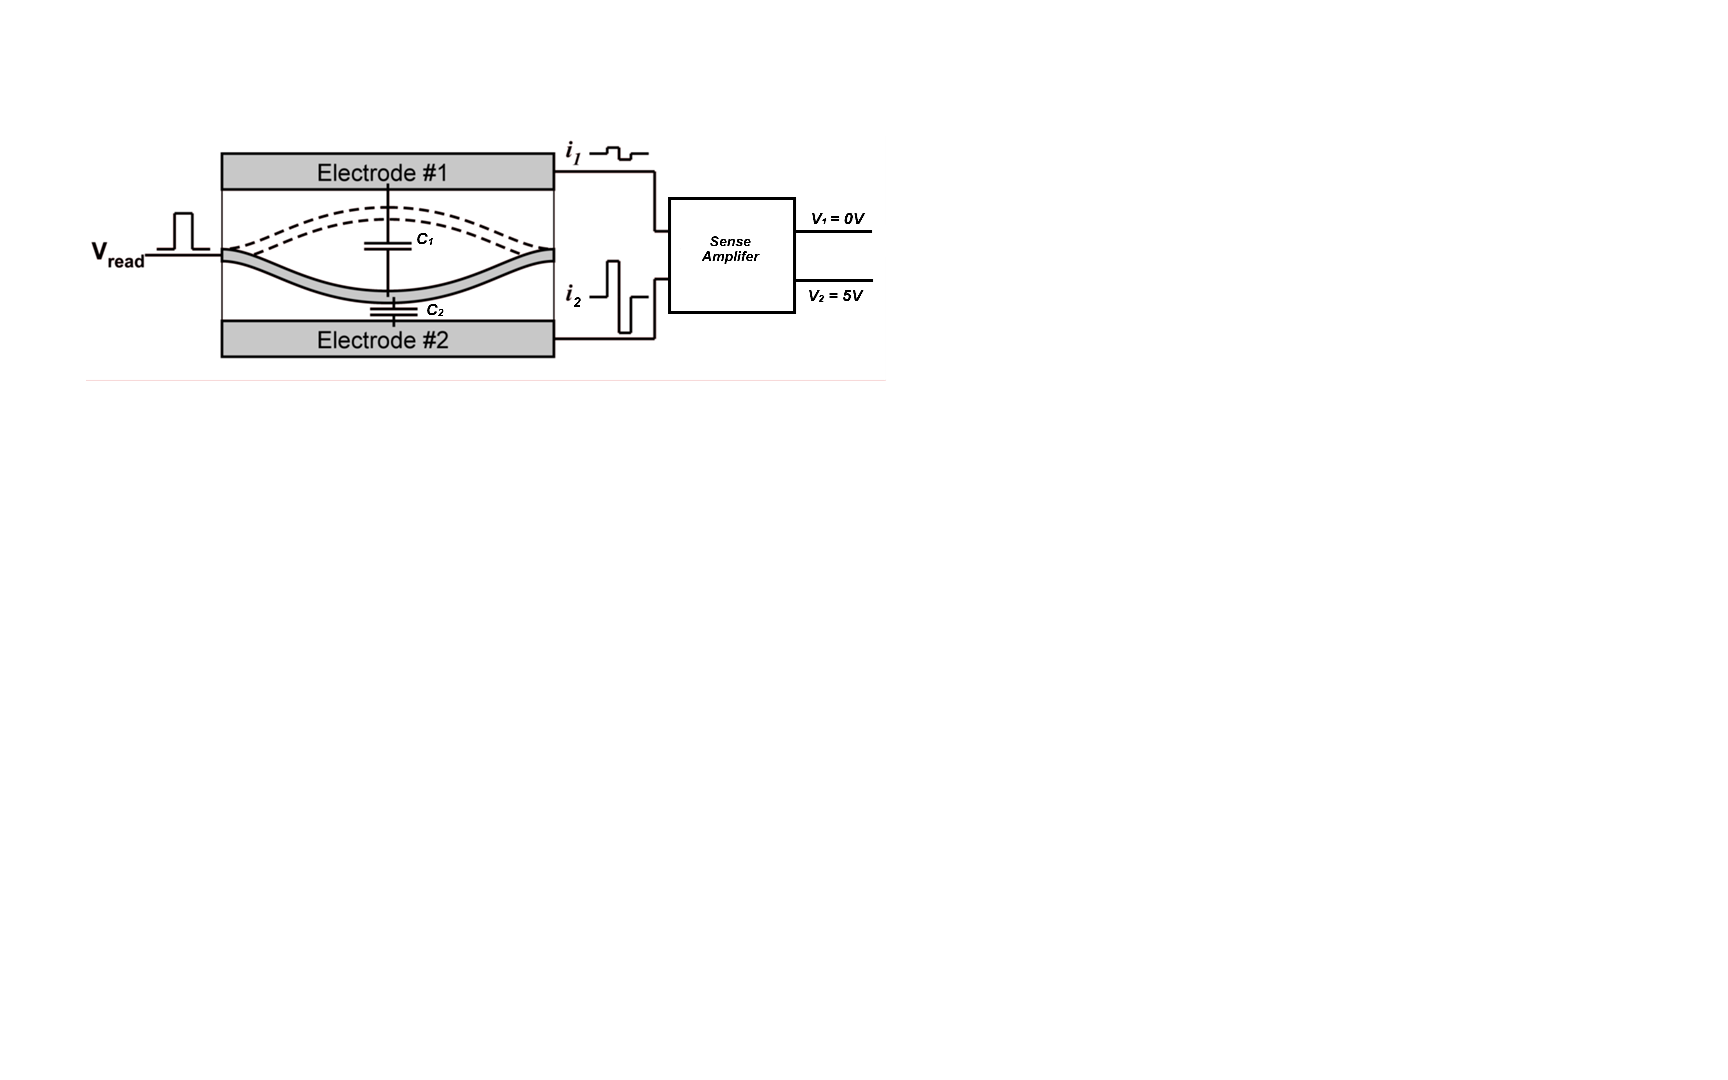 Electrode #1
i1
V1 = 0V
C1
Sense
Amplifer
Vread
i2
V2 = 5V
C2
Electrode #2